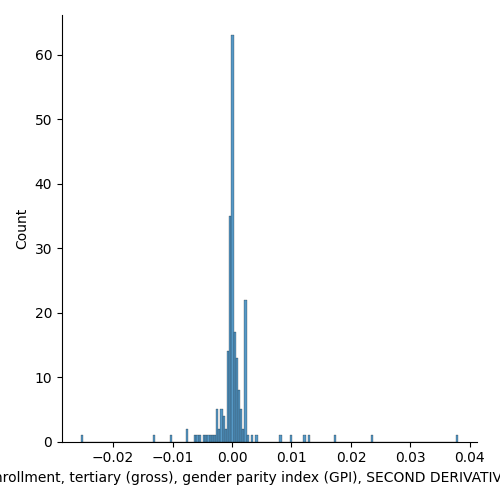 60
50
40
30
20
10
0
Count
−0.02 −0.01 0.00 0.01 0.02 0.03 0.04
nrollment, tertiary (gross), gender parity index (GPI), SECOND DERIVATIV